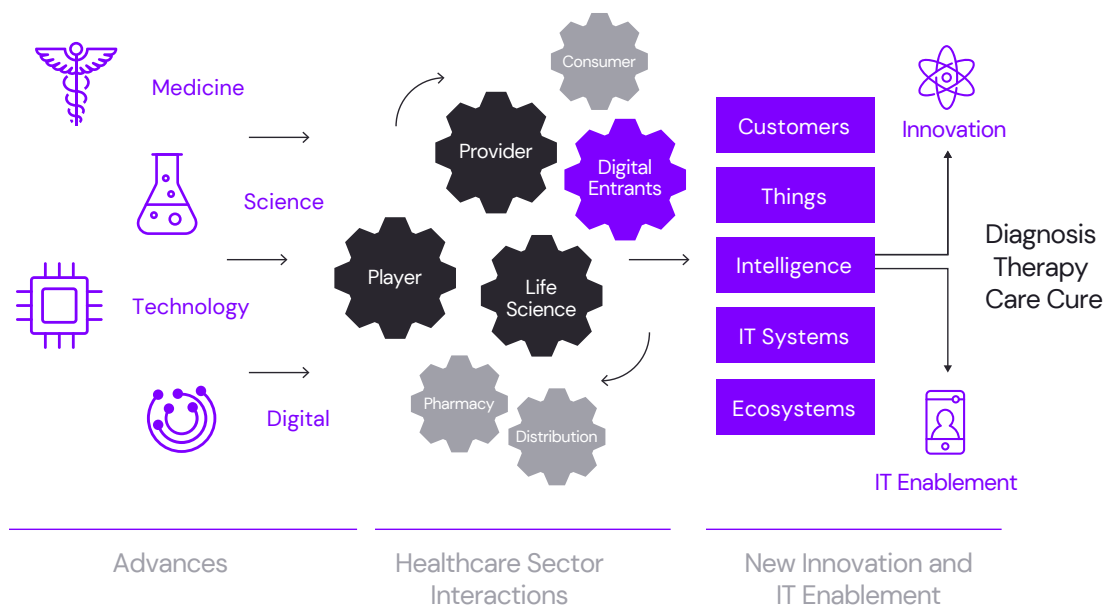 Medicine
Science
Technology
Digital
Consumer
Provider
Digital
Entrants
Player
Life
Science
Pharmacy
Distribution
Customers
Things
Intelligence
IT Systems
Ecosystems
Innovation
Diagnosis
Therapy
Care Cure
IT Enablement
Advances
Healthcare Sector
Interactions
New Innovation and
IT Enablement